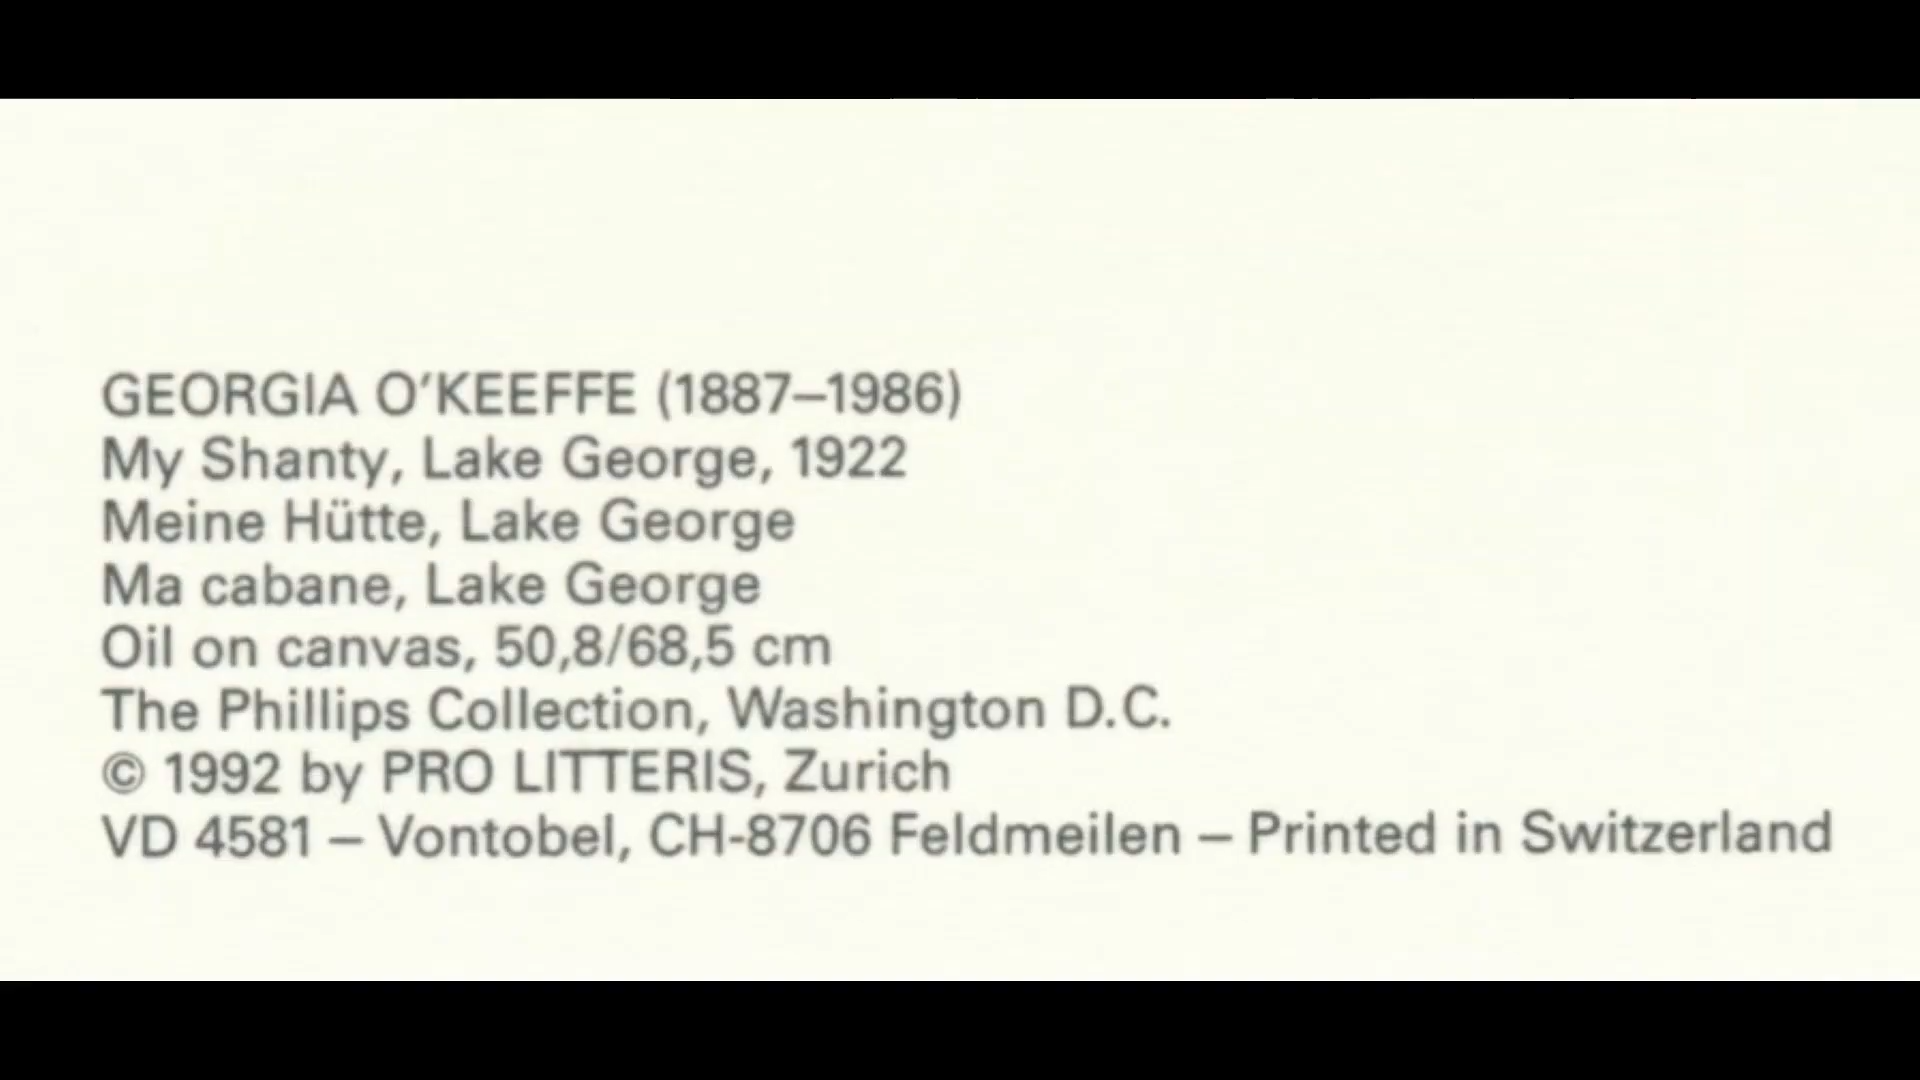 GEORGIA O’KEEFFE (1887–1986)
My Shanty, Lake George, 1922
Meine Hütte, Lake George
Ma cabane, Lake George
Oil on canvas, 50,8/68,5 cm
The Phillips Collection, Washington D.C.
© 1992 by PRO LITTERIS, Zurich
VD 4581 – Vontobel, CH-8706 Feldmeilen – Printed in Switzerland